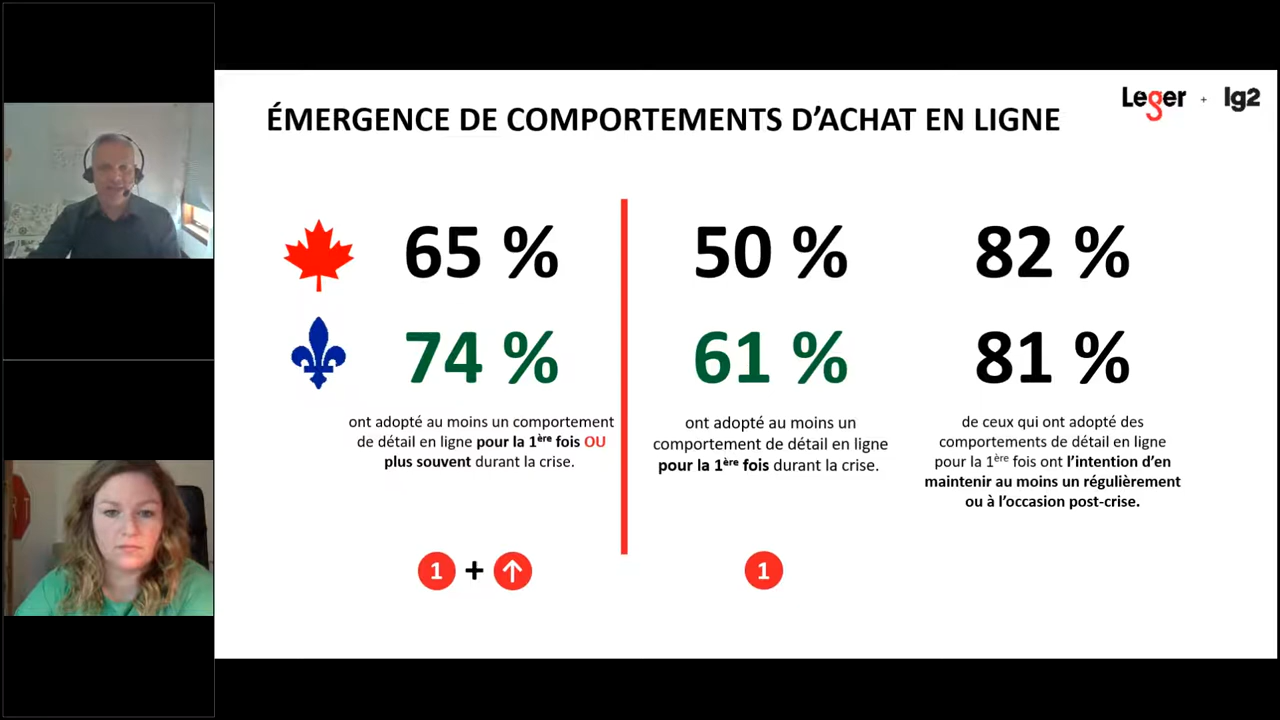 Leger + lg2
ÉMERGENCE DE COMPORTEMENTS D’ACHAT EN LIGNE
65 %
74 %
ont adopté au moins un comportement
de détail en ligne pour la 1ère fois OU
plus souvent durant la crise.
1 +
50 %
61 %
ont adopté au moins un
comportement de détail en ligne
pour la 1ère fois durant la crise.
1
82 %
81 %
de ceux qui ont adopté des
comportements de détail en ligne
pour la 1ère fois ont l’intention d’en
maintenir au moins un régulièrement
ou à l’occasion post-crise.